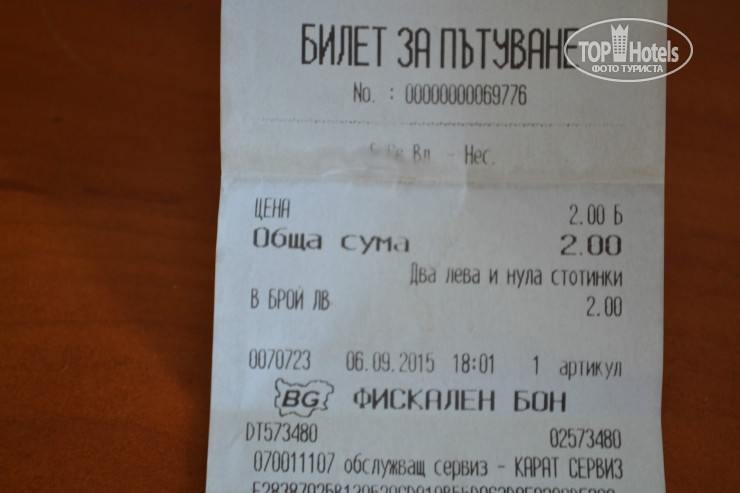 БИЛЕТ ЗА ПЪТУВАНЕ
TOP Hotels
ФОТО ТУРИСТА
No. : 00000000069776
Вл - Нес.
ЦЕНА 2.00 Б
Обща сума 2.00
Два лева и нула стотинки
В БРОЙ ЛВ 2.00
0070723 06.09.2015 18:01 1 артикул
BG ФИСКАЛЕН БОН
DT573480 02573480
070011107 обслужващ сервиз - КАРАТ СЕРВИЗ